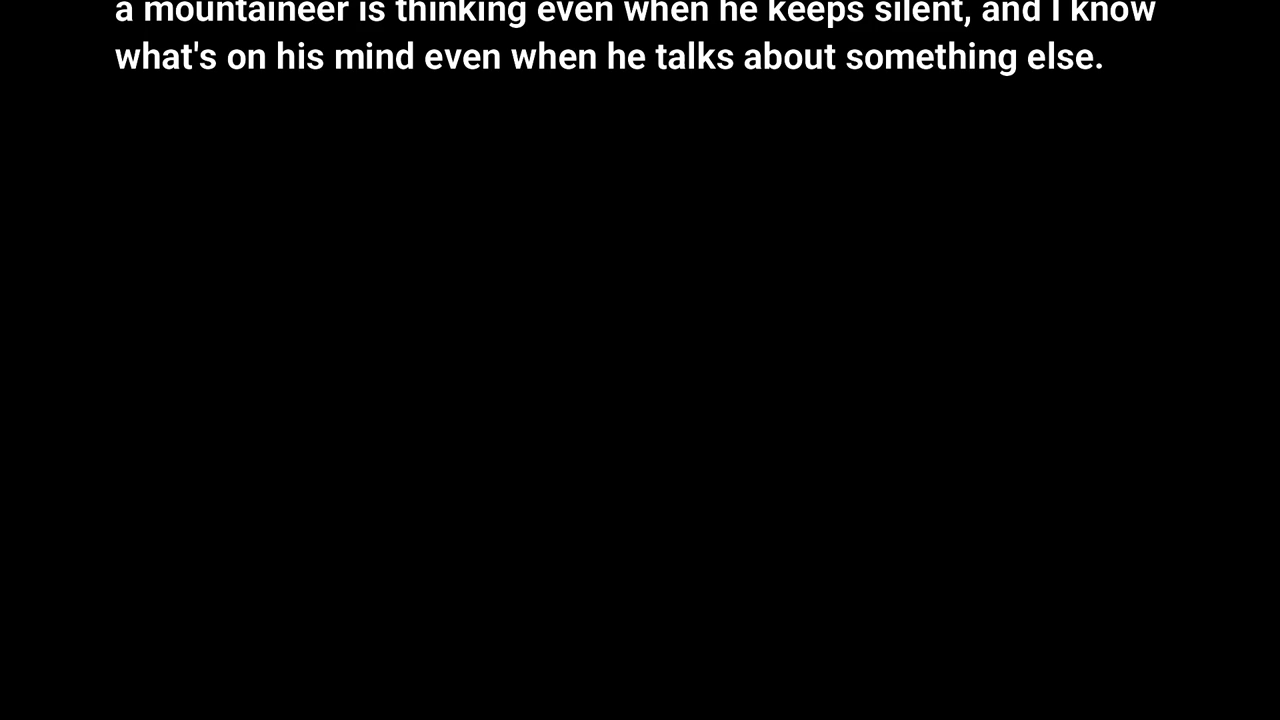 a mountaineer is thinking even when he keeps silent, and I know
what's on his mind even when he talks about something else.